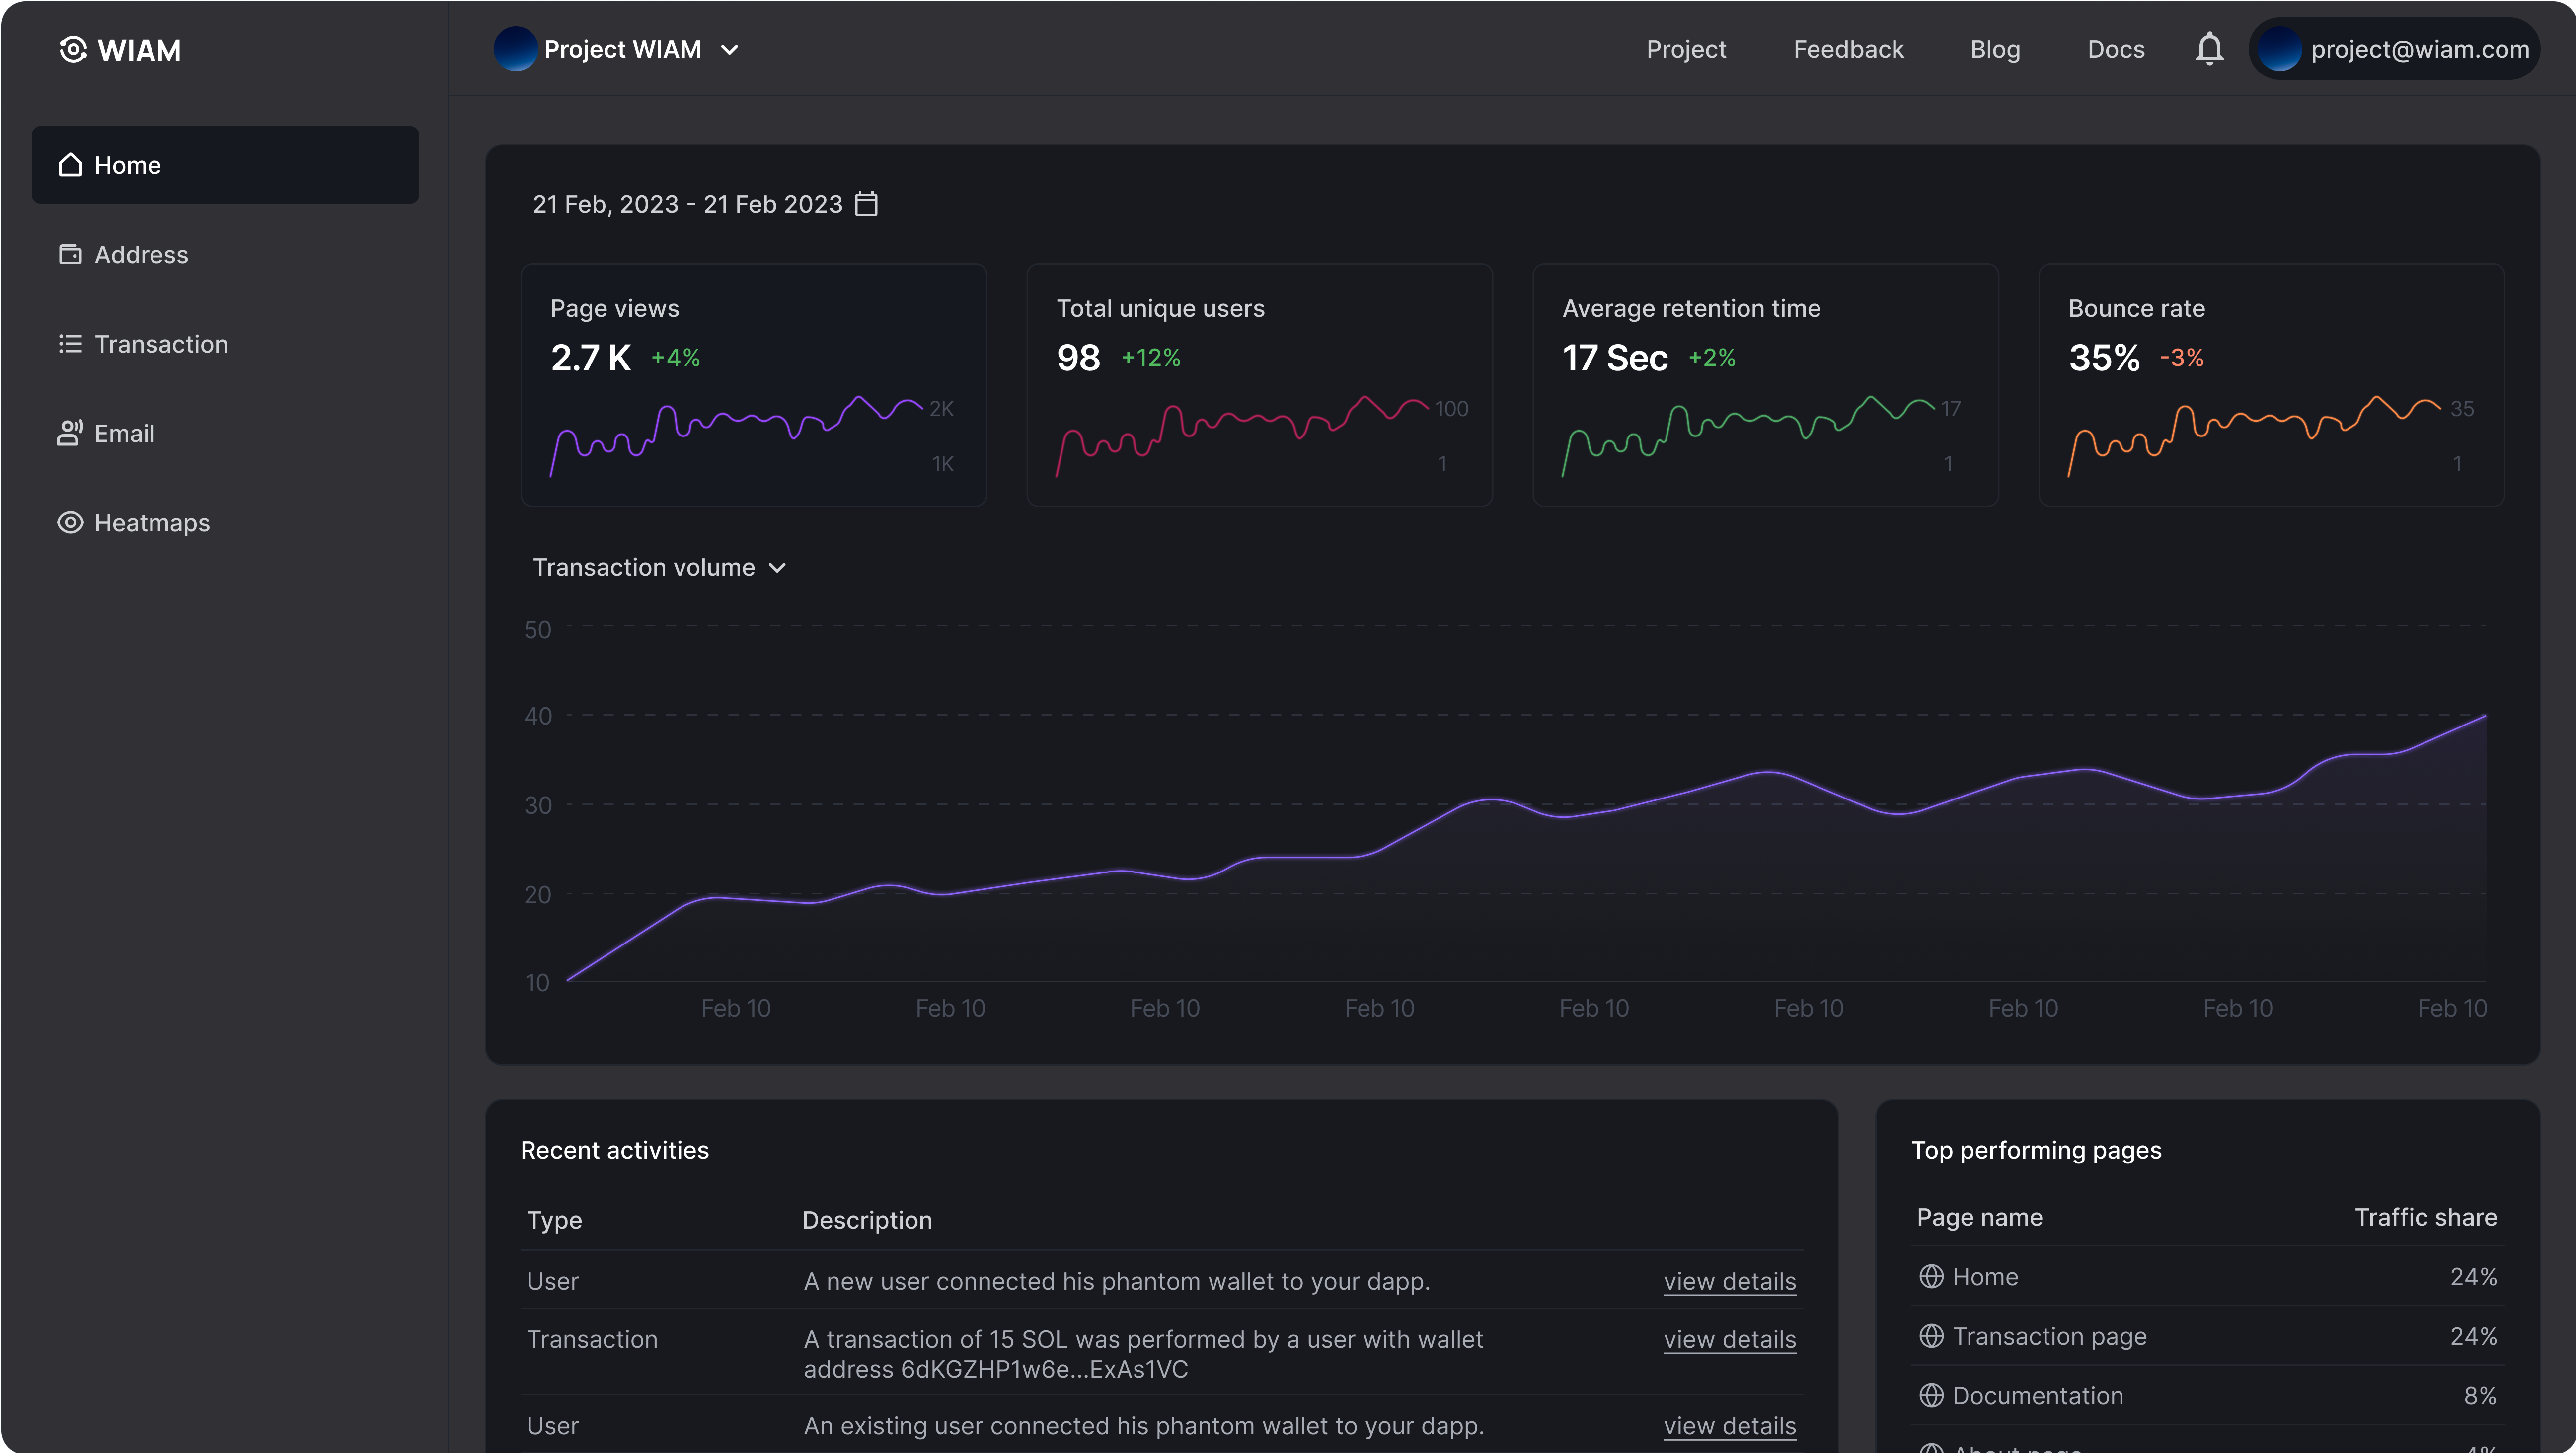 WIAM
Project WIAM
Project
Feedback
Blog
Docs
project@wiam.com
Home
Address
Transaction
Email
Heatmaps
21 Feb, 2023 - 21 Feb 2023
Page views
2.7 K +4%
2K
1K
Total unique users
98 +12%
100
1
Average retention time
17 Sec +2%
17
1
Bounce rate
35% -3%
35
1
Transaction volume
50
40
30
20
10
Feb 10 Feb 10 Feb 10 Feb 10 Feb 10 Feb 10 Feb 10 Feb 10 Feb 10
Recent activities
Type Description
User A new user connected his phantom wallet to your dapp. view details
Transaction A transaction of 15 SOL was performed by a user with wallet view details
address 6dKGZHP1w6e...ExAs1VC
User An existing user connected his phantom wallet to your dapp. view details
Top performing pages
Page name Traffic share
Home 24%
Transaction page 24%
Documentation 8%
About page 4%